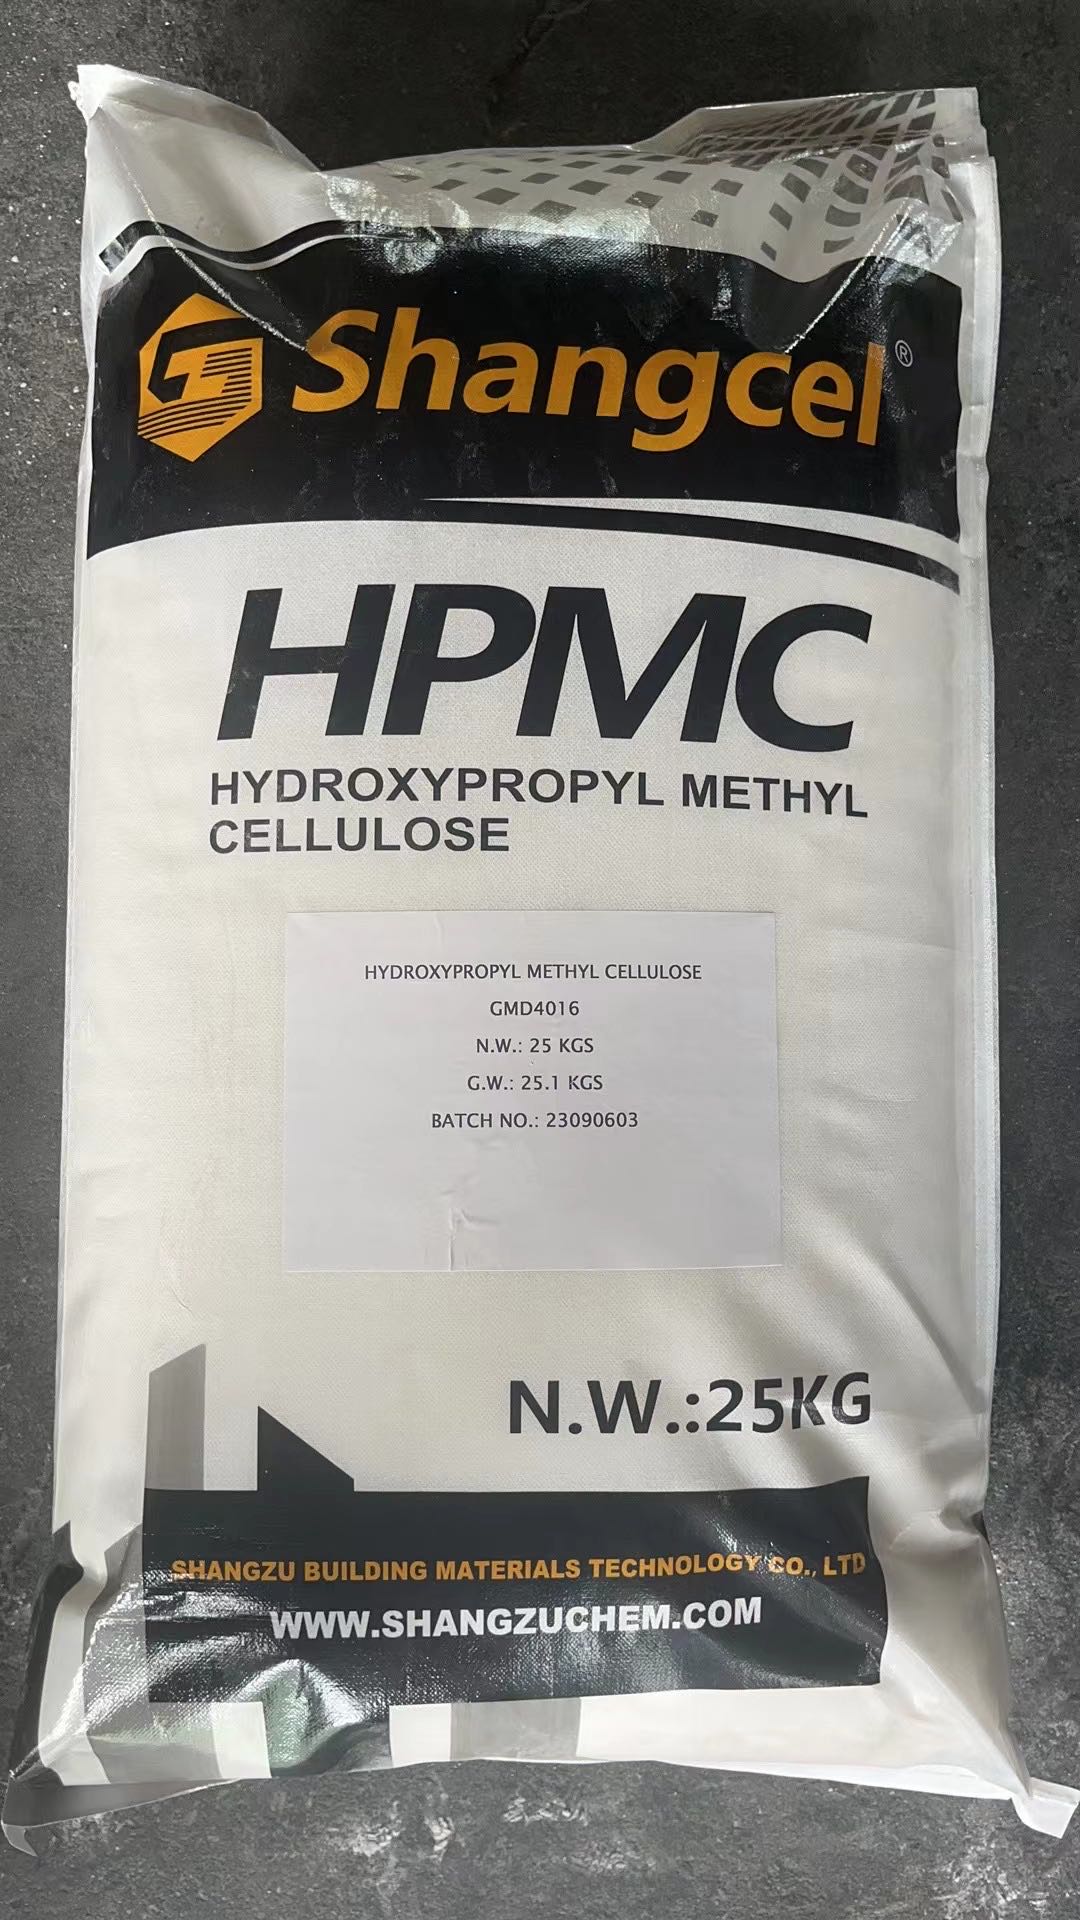 Shangcel®
HPMC
HYDROXYPROPYL METHYL
CELLULOSE
HYDROXYPROPYL METHYL CELLULOSE
GMD4016
N.W.: 25 KGS
G.W.: 25.1 KGS
BATCH NO.: 23090603
N.W.:25KG
SHANGZU BUILDING MATERIALS TECHNOLOGY CO., LTD
WWW.SHANGZUCHEM.COM